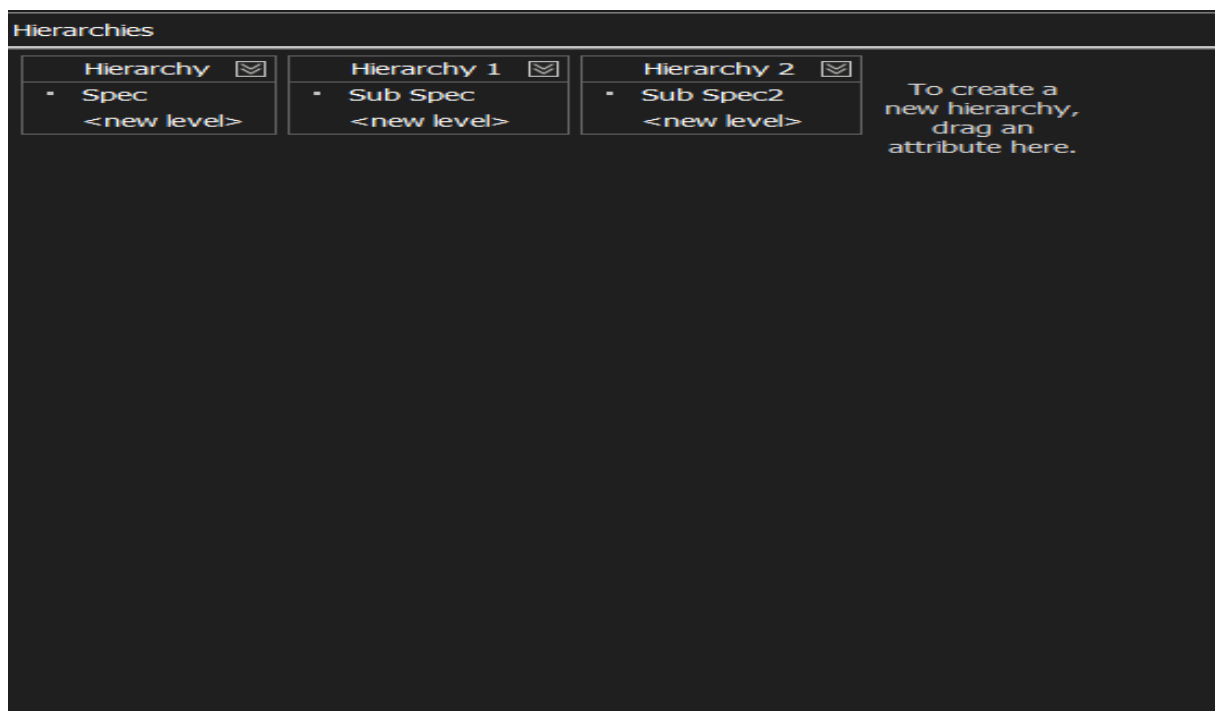 Hierarchies
Hierarchy
Spec
<new level>
Hierarchy 1
Sub Spec
<new level>
Hierarchy 2
Sub Spec2
<new level>
To create a
new hierarchy,
drag an
attribute here.